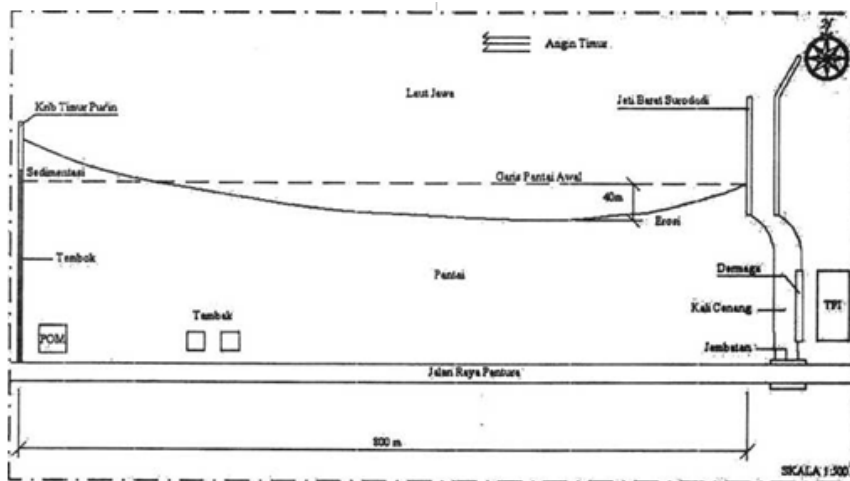 Angin Timur
Laut Jawa
Krib Timur Purin
Jeti Barat Surodadi
Sedimentasi
Garis Pantai Awal
40m
Erosi
Tembok
Pantai
Dermaga
Kali Cenang
TPI
Tambak
POM
Jembatan
Jalan Raya Pantura
800 m
SKALA 1:500